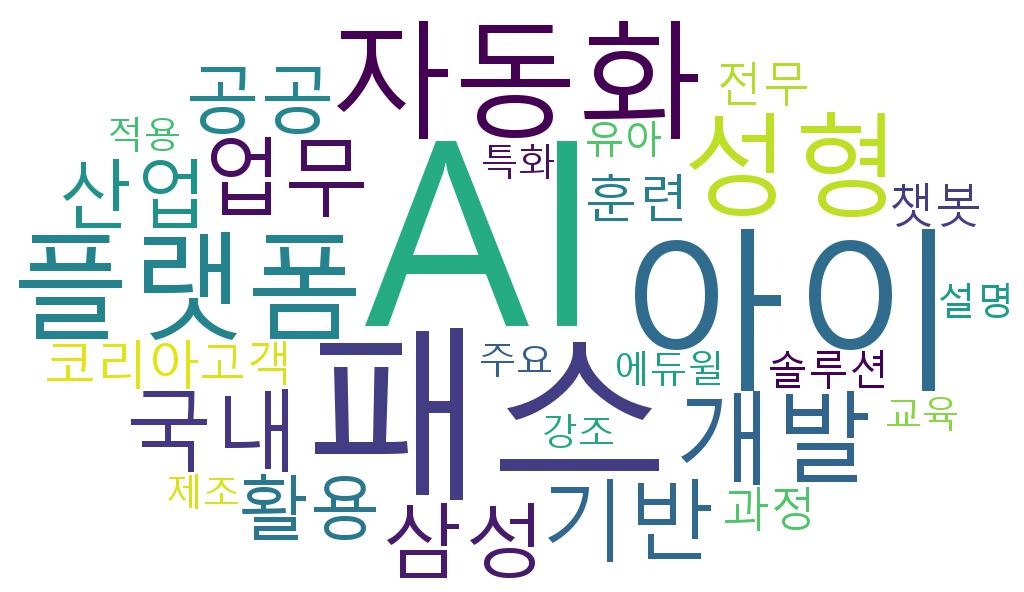 자동화
전무
공공
적용
유아
성형
업무
특화
산업
AI
훈련
챗봇
플랫폼
아이
설명
코리아
고객
패스
주요
에듀윌
솔루션
국내
강조
개발
교육
제조
활용
삼성
기반
과정